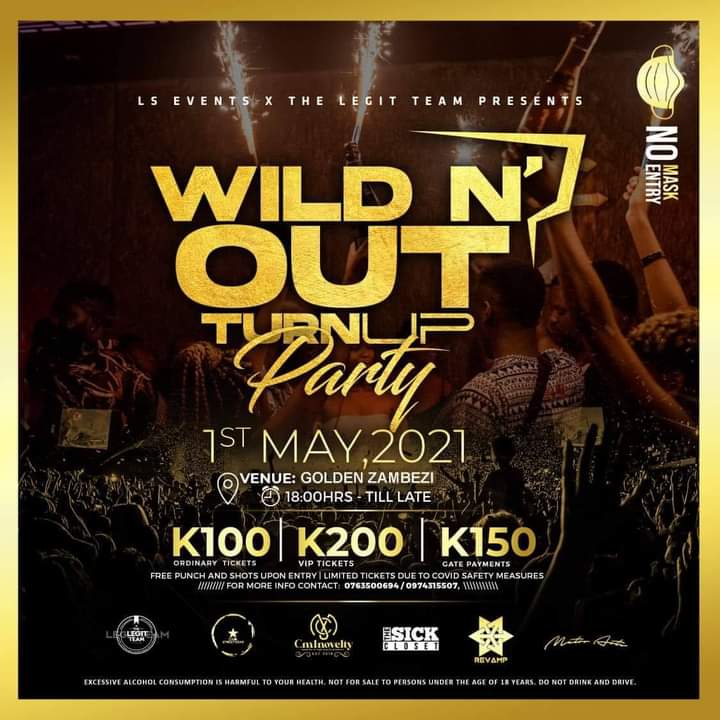 LS EVENTS X THE LEGIT TEAM PRESENTS
NO MASK
ENTRY
WILD N'
OUT
TURNUP
Party
1ST MAY,2021
VENUE: GOLDEN ZAMBEZI
18:00HRS - TILL LATE
K100 | K200 | K150
ORDINARY TICKETS VIP TICKETS GATE PAYMENTS
FREE PUNCH AND SHOTS UPON ENTRY | LIMITED TICKETS DUE TO COVID SAFETY MEASURES
///////// FOR MORE INFO CONTACT: 0763500694 / 0974315507, \\\\\\\\\\\
THE
LEGIT
TEAM
CmInovelty
THE SICK
CLOSET
REVAMP
EXCESSIVE ALCOHOL CONSUMPTION IS HARMFUL TO YOUR HEALTH. NOT FOR SALE TO PERSONS UNDER THE AGE OF 18 YEARS. DO NOT DRINK AND DRIVE.